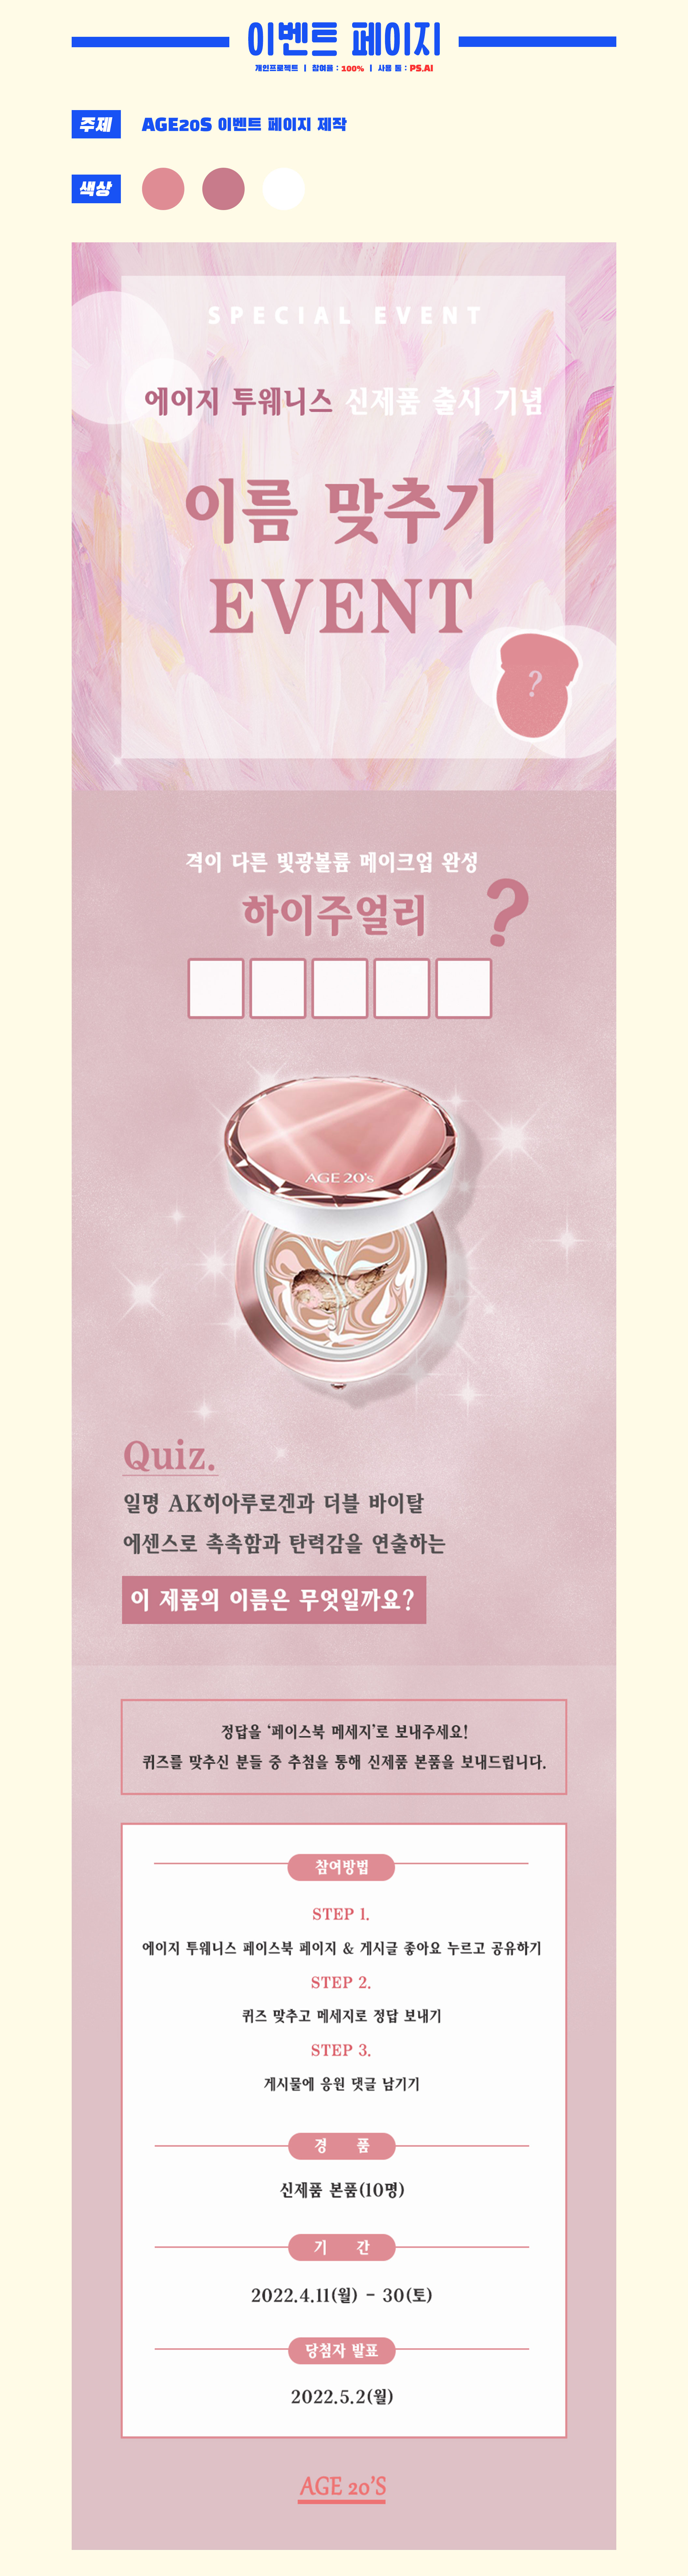 이벤트 페이지
개인프로젝트 | 참여율 : 100% | 사용 툴 : PS.AI
주제 AGE20S 이벤트 페이지 제작
색상
SPECIAL EVENT
에이지 투웨니스 신제품 출시 기념
이름 맞추기
EVENT
?
격이 다른 빛광볼륨 메이크업 완성
하이주얼리 ?
AGE 20's
Quiz.
일명 AK히아루로겐과 더블 바이탈
에센스로 촉촉함과 탄력감을 연출하는
이 제품의 이름은 무엇일까요?
정답을 ‘페이스북 메세지’로 보내주세요!
퀴즈를 맞추신 분들 중 추첨을 통해 신제품 본품을 보내드립니다.
참여방법
STEP 1.
에이지 투웨니스 페이스북 페이지 & 게시글 좋아요 누르고 공유하기
STEP 2.
퀴즈 맞추고 메세지로 정답 보내기
STEP 3.
게시물에 응원 댓글 남기기
경 품
신제품 본품(10명)
기 간
2022.4.11(월) - 30(토)
당첨자 발표
2022.5.2(월)
AGE 20'S